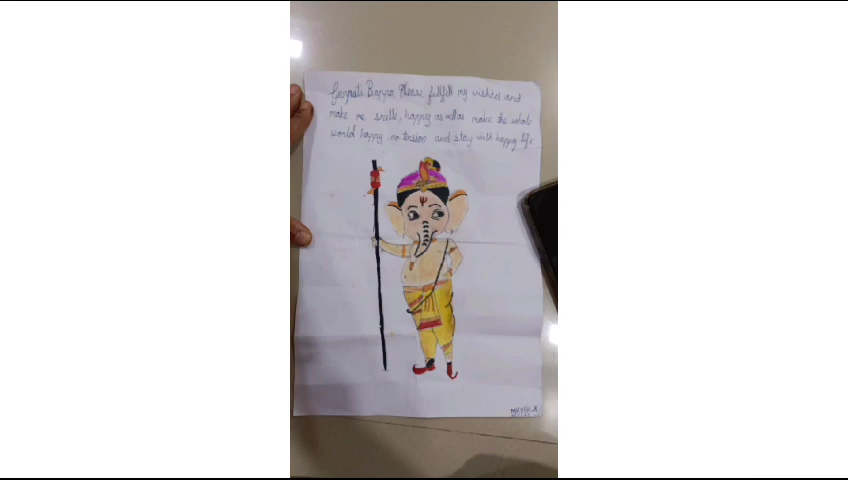 Ganpati Bappa Please fullfill my wishes and
make me smile, happy as well as make the whole
world happy no tension and stay with happy life